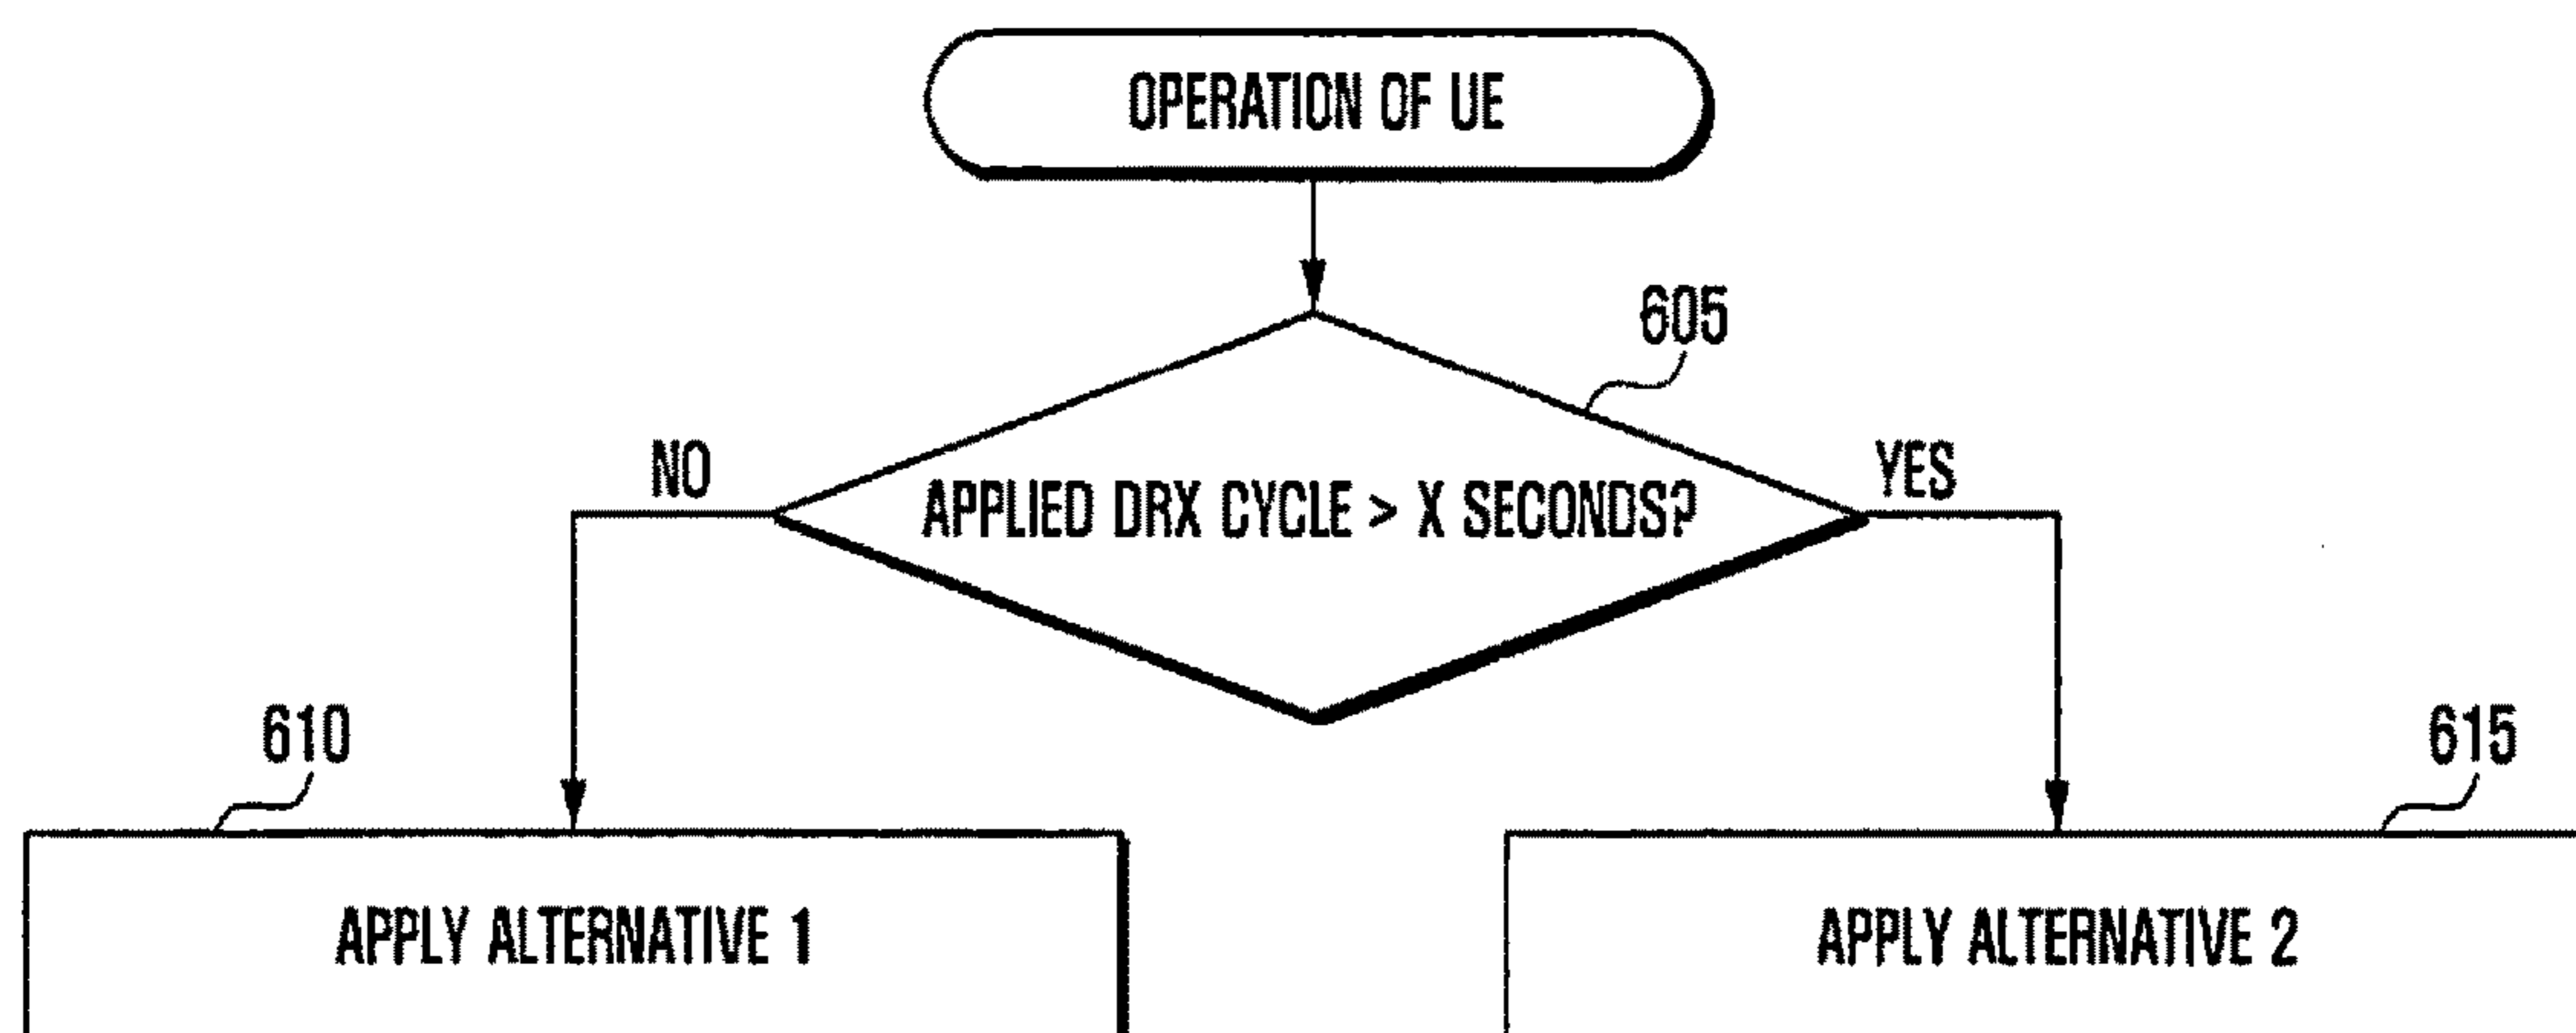 OPERATION OF UE
605
NO
YES
APPLIED DRX CYCLE > X SECONDS?
610
615
APPLY ALTERNATIVE 1
APPLY ALTERNATIVE 2